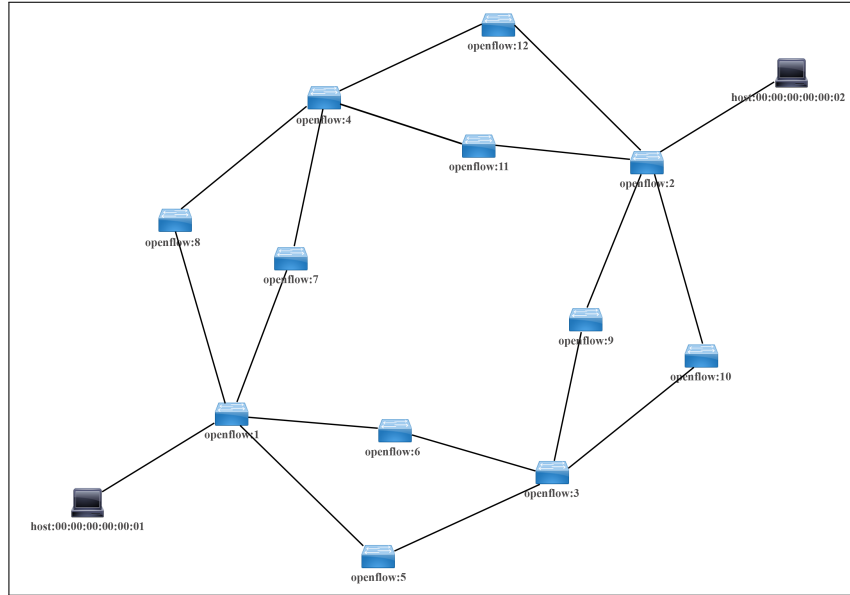 openflow:12
host:00:00:00:00:00:02
openflow:4
openflow:11
openflow:2
openflow:8
openflow:7
openflow:9
openflow:10
openflow:1
openflow:6
openflow:3
host:00:00:00:00:00:01
openflow:5